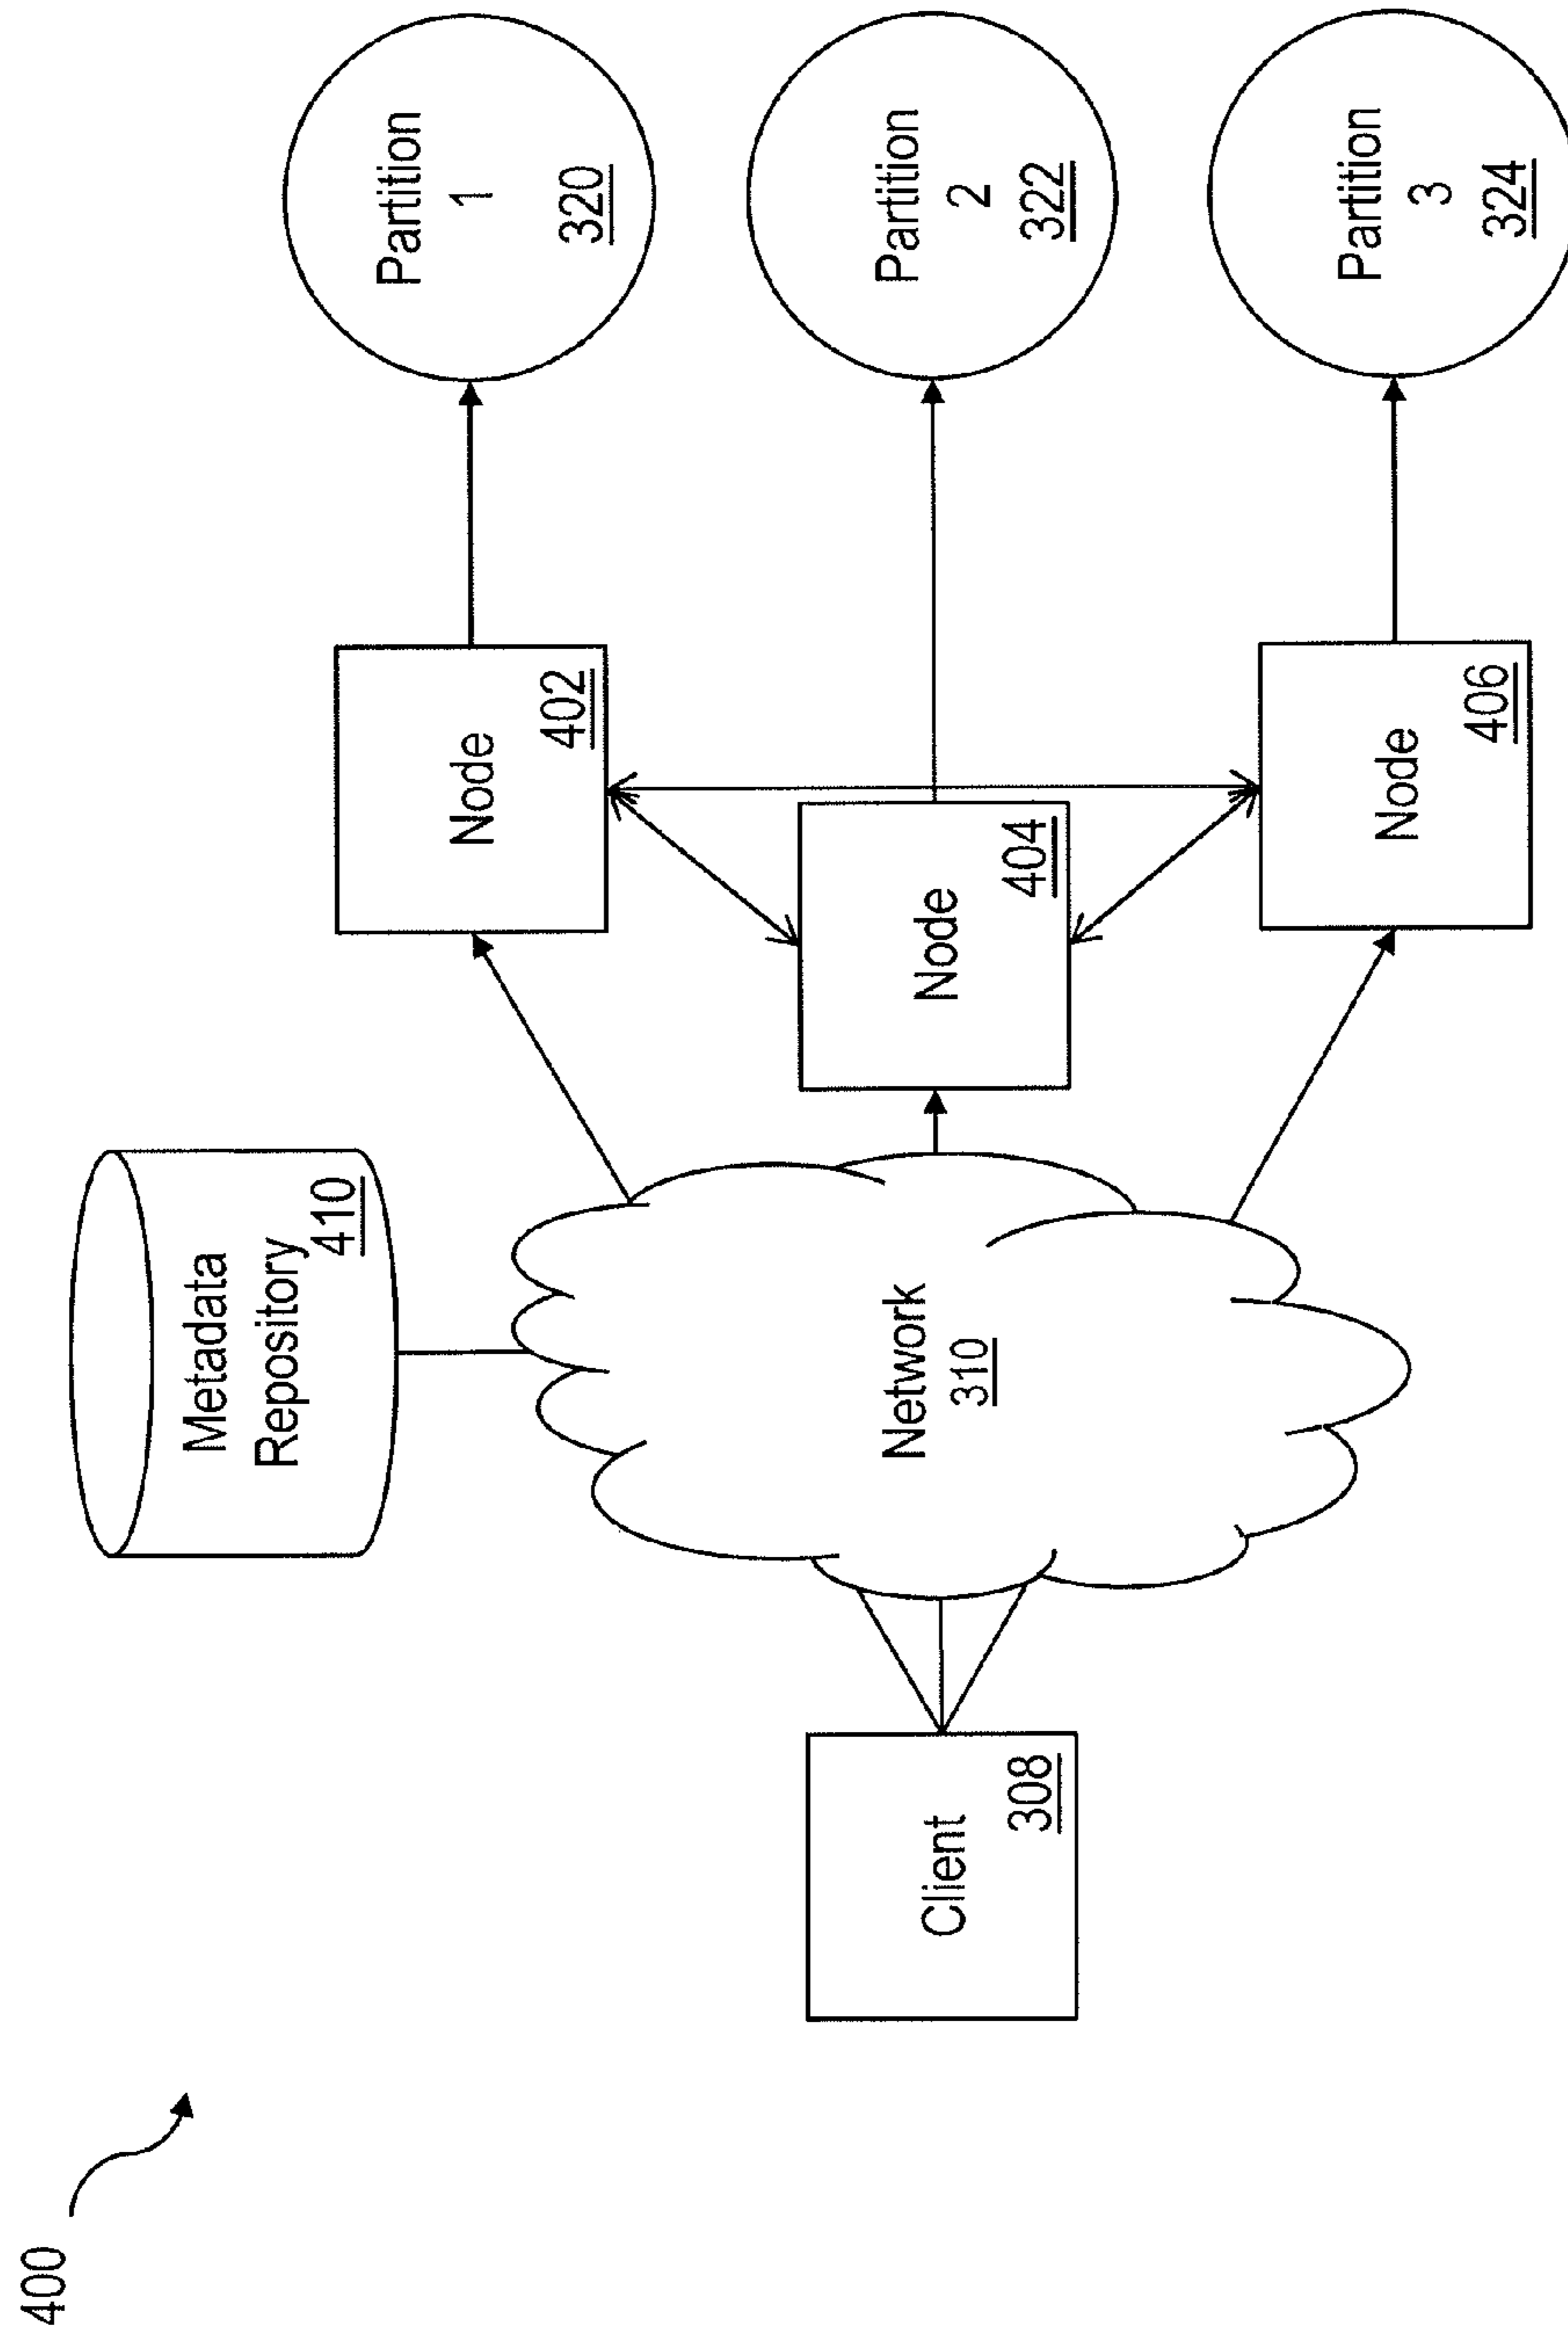 400
Metadata
Repository
410
Client
308
Network
310
Node
402
Node
404
Node
406
Partition
1
320
Partition
2
322
Partition
3
324